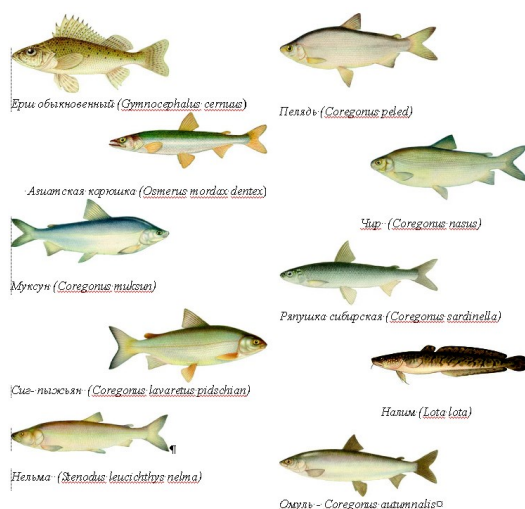 Ерш обыкновенный (Gymnocephalus cernuus)
Пелядь (Coregonus peled)
Азиатская корюшка (Osmerus mordax dentex)
Чир (Coregonus nasus)
Муксун (Coregonus muksun)
Ряпушка сибирская (Coregonus sardinella)
Сиг-пыжьян (Coregonus lavaretus pidschian)
Налим (Lota lota)
Нельма (Stenodus leucichthys nelma)
Омуль - Coregonus autumnalis